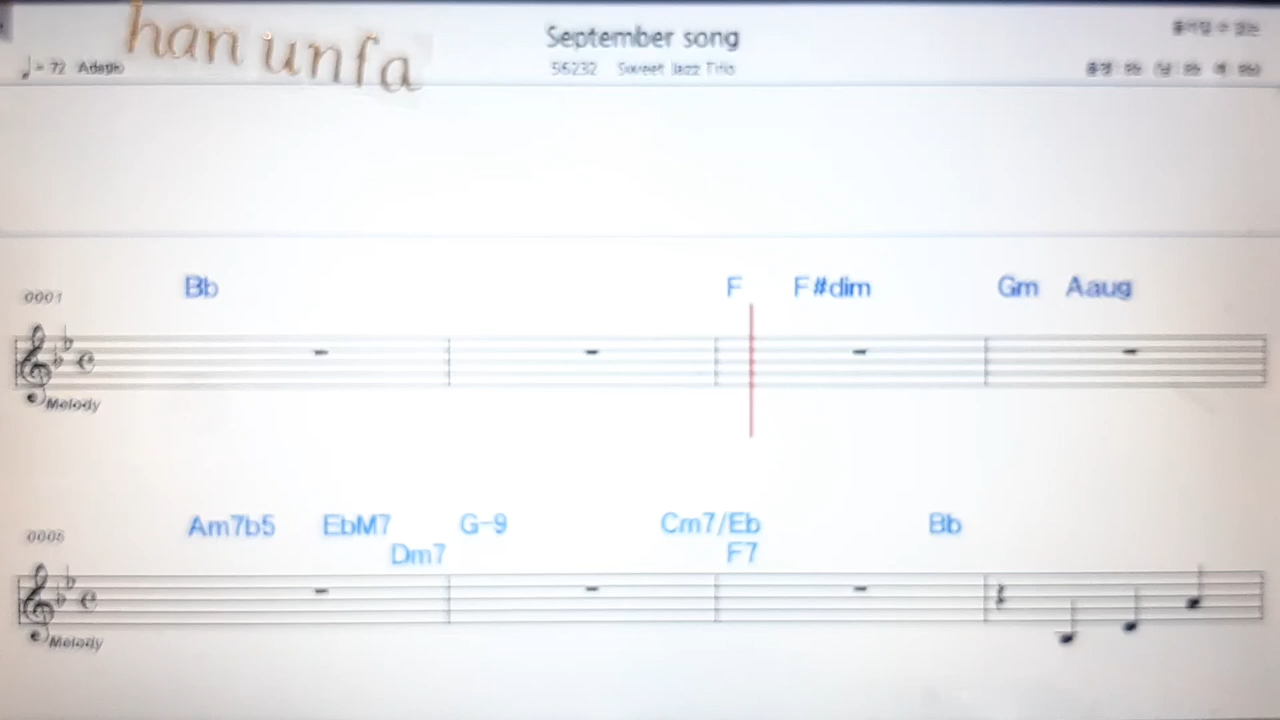 han unfa
September song
♩= 72 Adagio
56232 Sweet Jazz Trio
Bb F F#dim Gm Aaug
0001
Melody
Am7b5 EbM7 G-9 Cm7/Eb Bb
Dm7 F7
0005
Melody